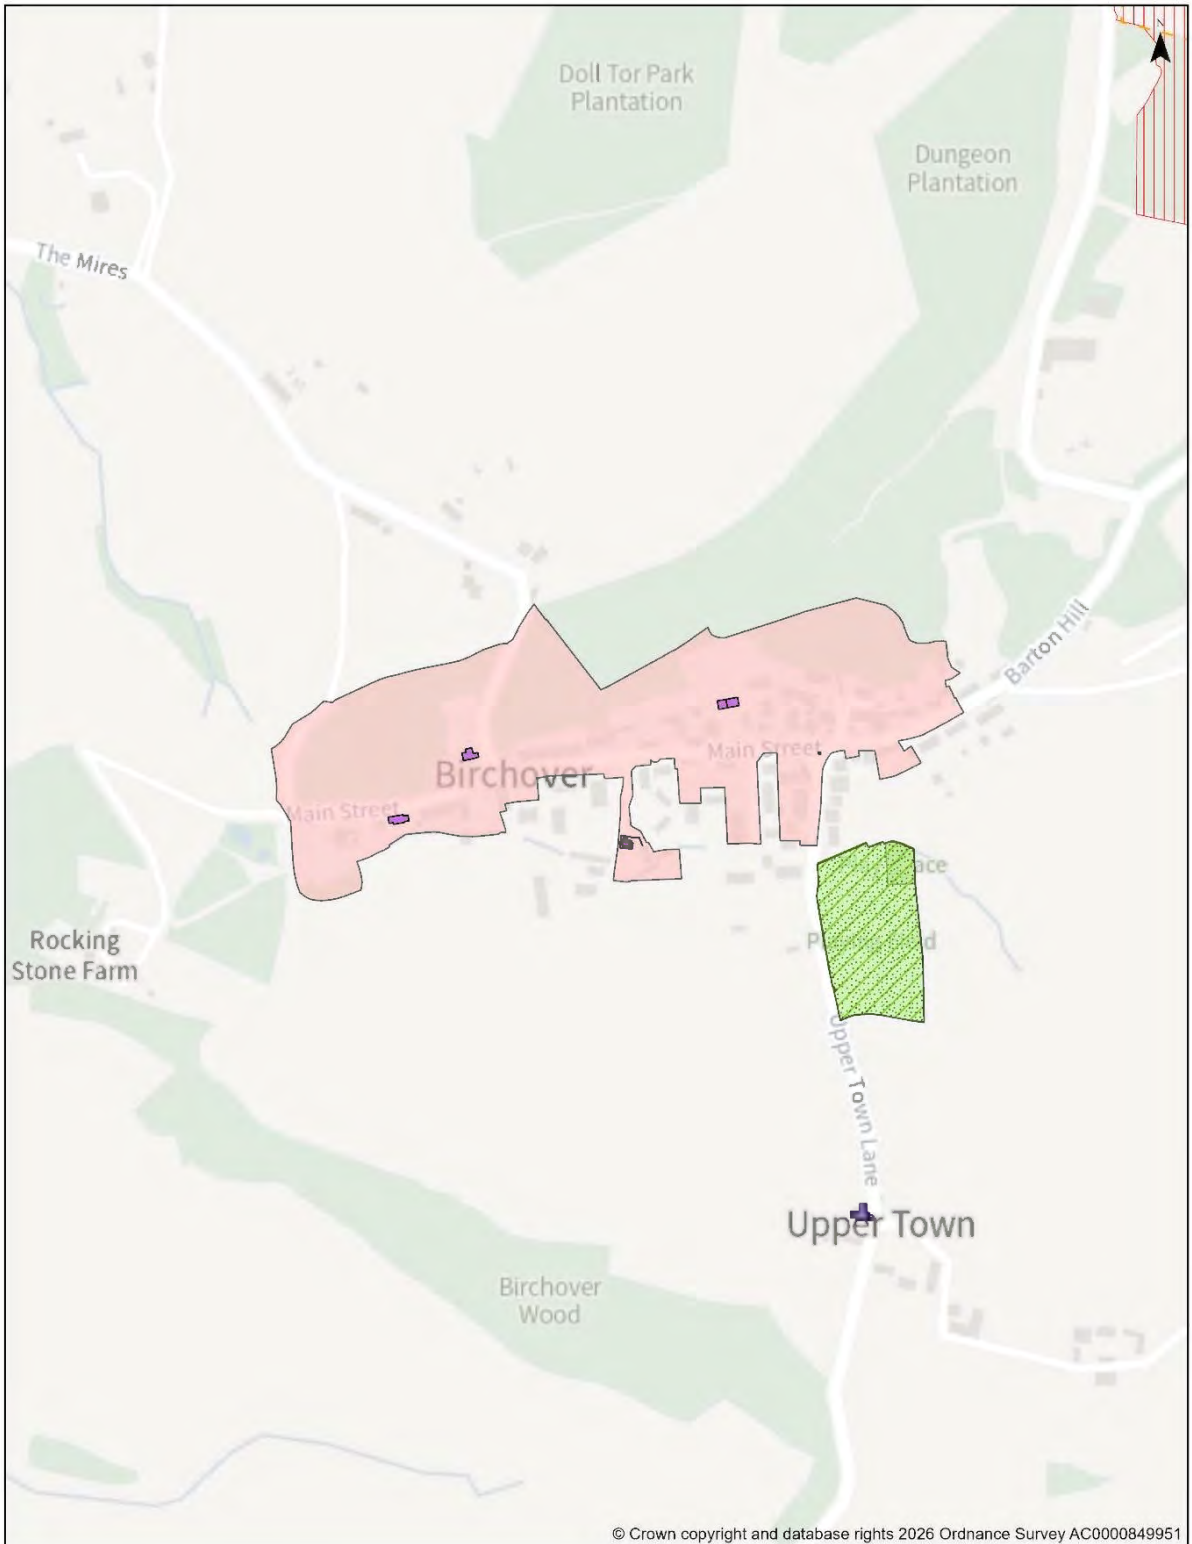 N
Doll Tor Park
Plantation
Dungeon
Plantation
The Mires
Barton Hill
Main Street
Birchover
Main Street
Rocking
Stone Farm
Upper Town Lane
Upper Town
Birchover
Wood
© Crown copyright and database rights 2026 Ordnance Survey AC0000849951